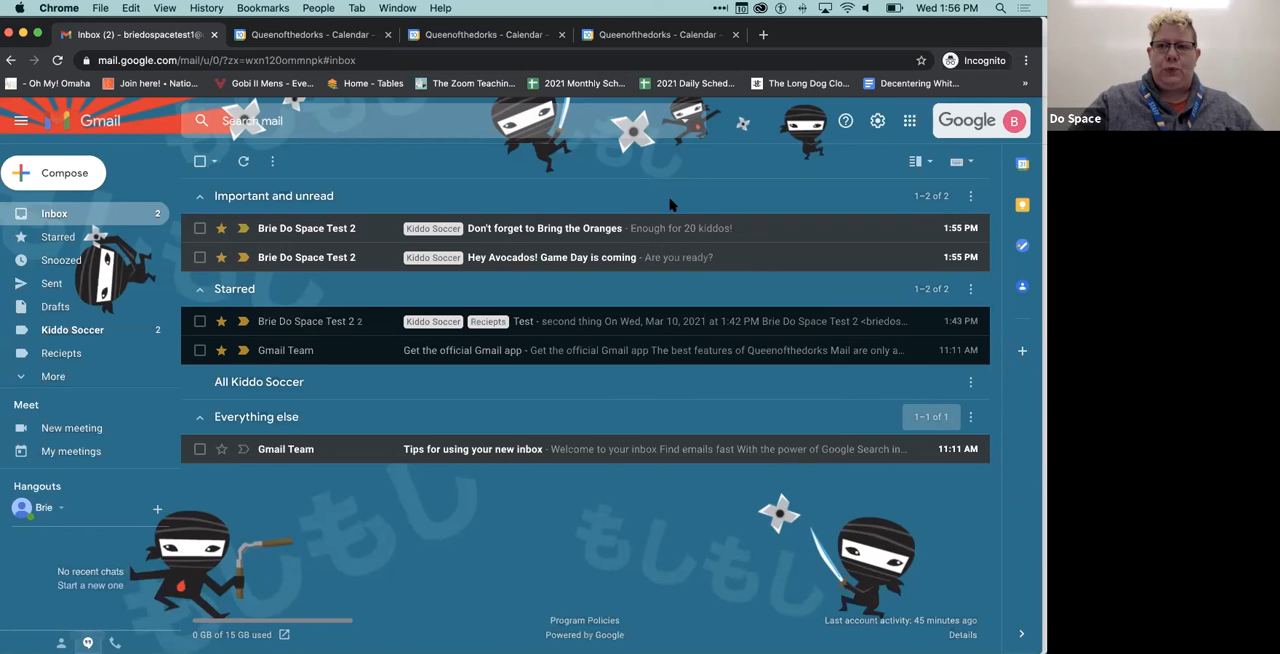 Chrome File Edit View History Bookmarks People Tab Window Help Wed 1:56 PM
Inbox (2) - briedospacetest1@ Queenofthedorks - Calendar - Queenofthedorks - Calendar - Queenofthedorks - Calendar -
mail.google.com/mail/u/0/?zx=wxn120ommnpk#inbox Incognito
- Oh My! Omaha Join here! • Natio... Gobi II Mens - Eve... Home - Tables The Zoom Teaching... 2021 Monthly Sch... 2021 Daily Sched... The Long Dog Clo... Decentering Whit...
Gmail Search mail Google B
Do Space
Compose
Important and unread 1–2 of 2
Inbox 2
Brie Do Space Test 2 Kiddo Soccer Don't forget to Bring the Oranges - Enough for 20 kiddos! 1:55 PM
Starred
Brie Do Space Test 2 Kiddo Soccer Hey Avocados! Game Day is coming - Are you ready? 1:55 PM
Snoozed
Sent
Starred 1–2 of 2
Drafts
Brie Do Space Test 2 2 Kiddo Soccer Reciepts Test - second thing On Wed, Mar 10, 2021 at 1:42 PM Brie Do Space Test 2 <briedos... 1:43 PM
Kiddo Soccer 2
Gmail Team Get the official Gmail app - Get the official Gmail app The best features of Queenofthedorks Mail are only a... 11:11 AM
Reciepts
More
All Kiddo Soccer
Meet
Everything else 1–1 of 1
New meeting
My meetings
Gmail Team Tips for using your new inbox - Welcome to your inbox Find emails fast With the power of Google Search in... 11:11 AM
Hangouts
Brie
もし
もし
もし
No recent chats
Start a new one
0 GB of 15 GB used
Program Policies
Powered by Google
Last account activity: 45 minutes ago
Details